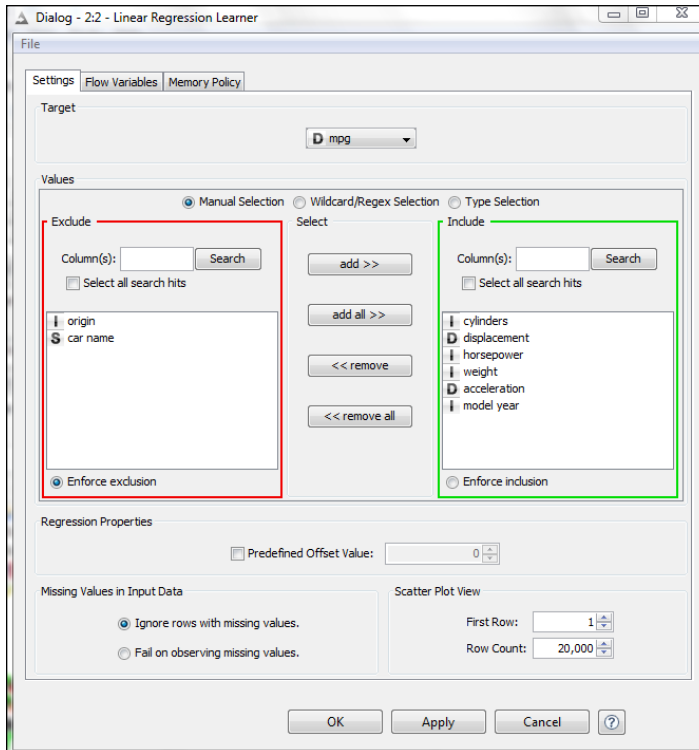 Dialog - 2:2 - Linear Regression Learner
File
Settings Flow Variables Memory Policy
Target
D mpg
Values
Manual Selection Wildcard/Regex Selection Type Selection
Exclude Select Include
Column(s): Search add >> Column(s): Search
Select all search hits Select all search hits
add all >>
I origin I cylinders
S car name D displacement
I horsepower
<< remove I weight
D acceleration
I model year
<< remove all
Enforce exclusion Enforce inclusion
Regression Properties
Predefined Offset Value: 0
Missing Values in Input Data Scatter Plot View
Ignore rows with missing values. First Row: 1
Fail on observing missing values. Row Count: 20,000
OK Apply Cancel ?